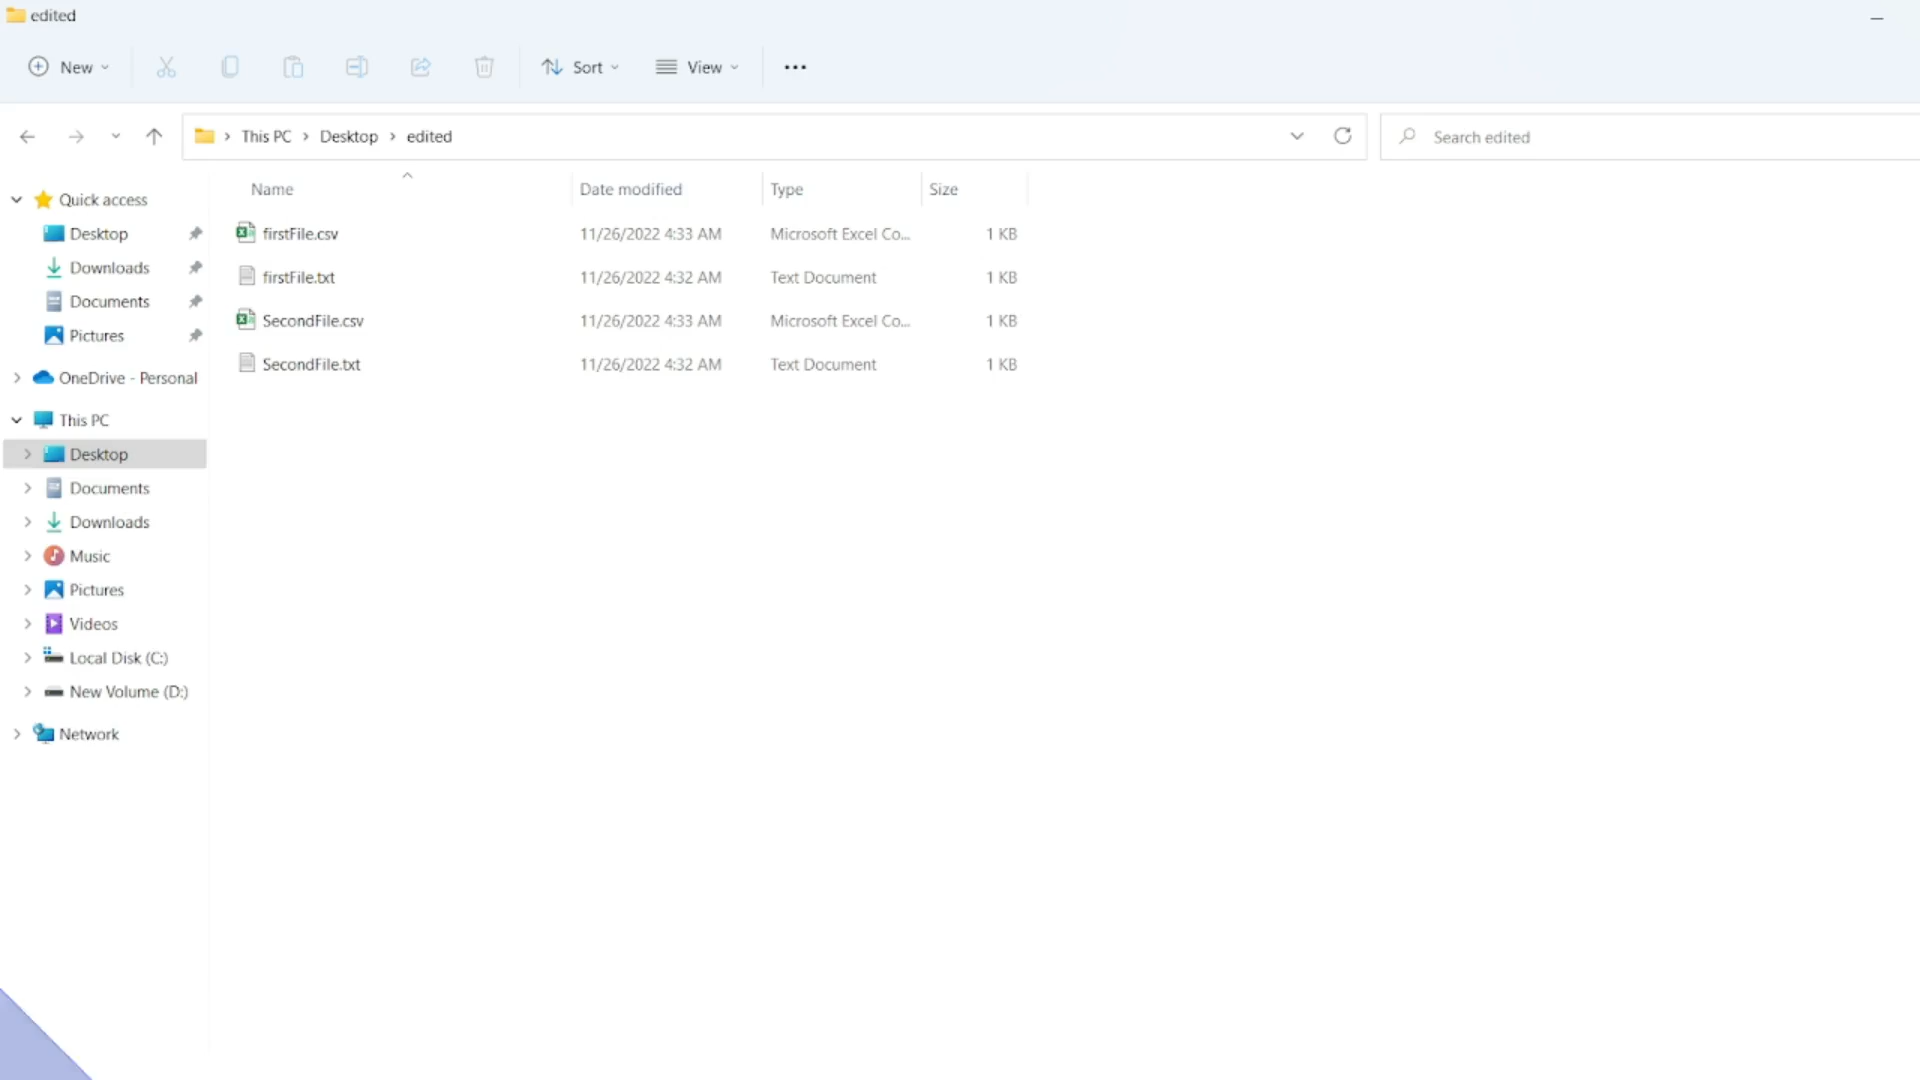 edited
New Sort View
This PC Desktop edited Search edited
Name Date modified Type Size
Quick access
Desktop
Downloads
Documents
Pictures
OneDrive - Personal
This PC
Desktop
Documents
Downloads
Music
Pictures
Videos
Local Disk (C:)
New Volume (D:)
Network
firstFile.csv 11/26/2022 4:33 AM Microsoft Excel Co... 1 KB
firstFile.txt 11/26/2022 4:32 AM Text Document 1 KB
SecondFile.csv 11/26/2022 4:33 AM Microsoft Excel Co... 1 KB
SecondFile.txt 11/26/2022 4:32 AM Text Document 1 KB